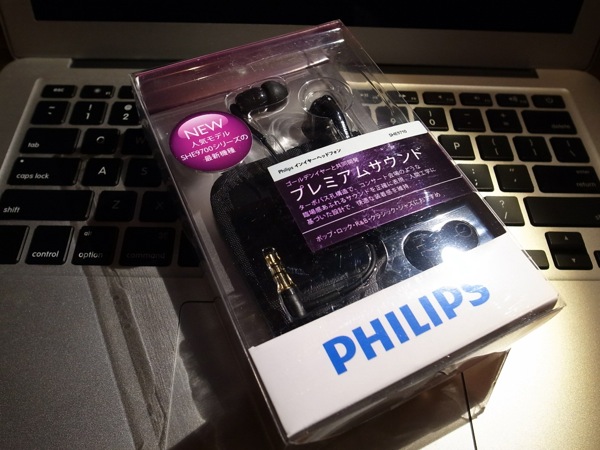 NEW
人気モデル
SHE9700シリーズの
最新機種
Philips インイヤーヘッドフォン
SHE9710
ゴールデンイヤーと共同開発
プレミアムサウンド
ターボバス孔構造で、コンサート会場のような
臨場感あふれるサウンドを正確に表現。人間工学に
基づいた設計で、快適な装着感を維持。
ポップ・ロック・R&B・クラシック・ジャズにおすすめ
PHILIPS
tab
caps lock
shift
control
option